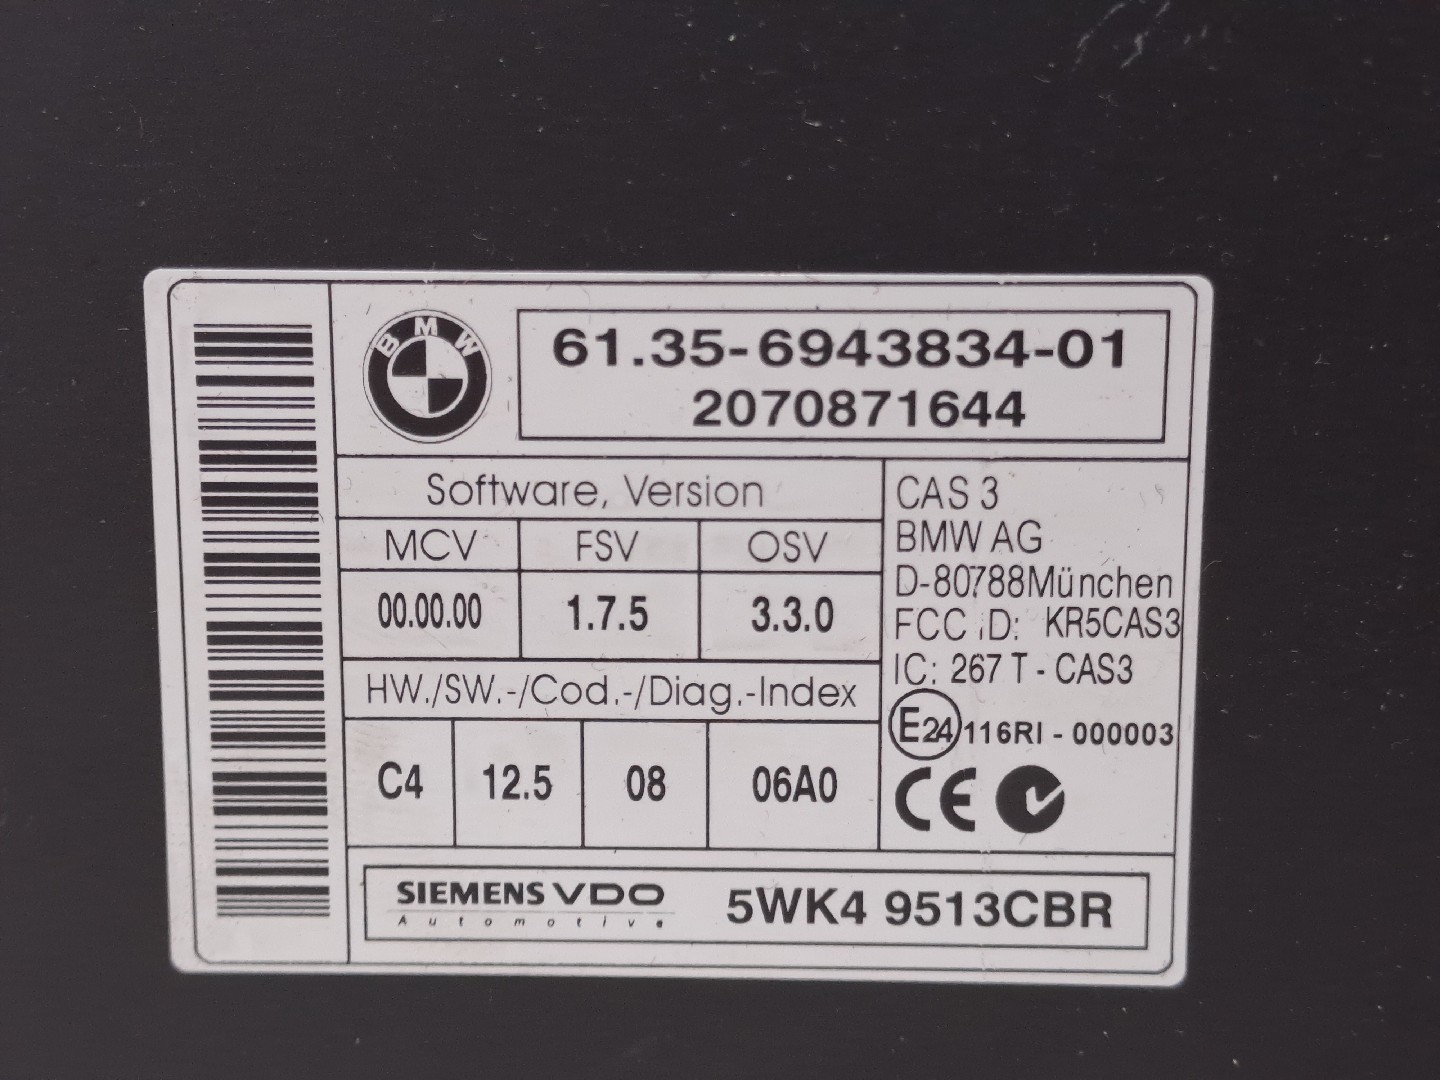 BMW
61.35-6943834-01
2070871644
Software, Version
MCV FSV OSV
00.00.00 1.7.5 3.3.0
HW./SW.-/Cod.-/Diag.-Index
C4 12.5 08 06A0
CAS 3
BMW AG
D-80788München
FCC iD: KR5CAS3
IC: 267 T - CAS3
E24 116RI - 000003
CE
SIEMENS VDO
Automotive
5WK4 9513CBR